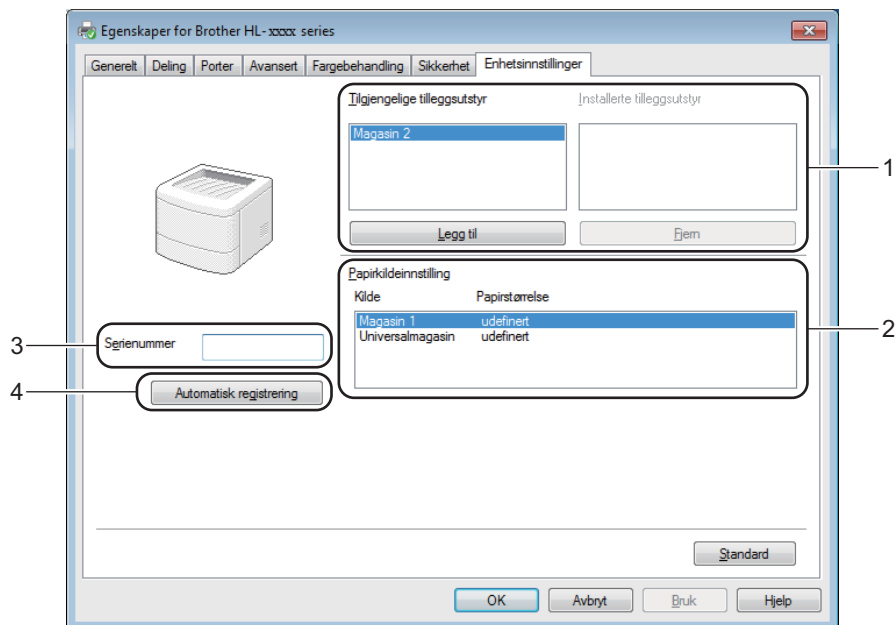 Egenskaper for Brother HL-xxxx series
Generelt Deling Porter Avansert Fargebehandling Sikkerhet Enhetsinnstillinger
Tilgjengelige tilleggsutstyr Installerte tilleggsutstyr
Magasin 2
1
Legg til Fjern
Papirkildeinnstilling
Kilde Papirstørrelse
Magasin 1 udefinert
Universalmagasin udefinert
2
3 Serienummer
4 Automatisk registrering
Standard
OK Avbryt Bruk Hjelp